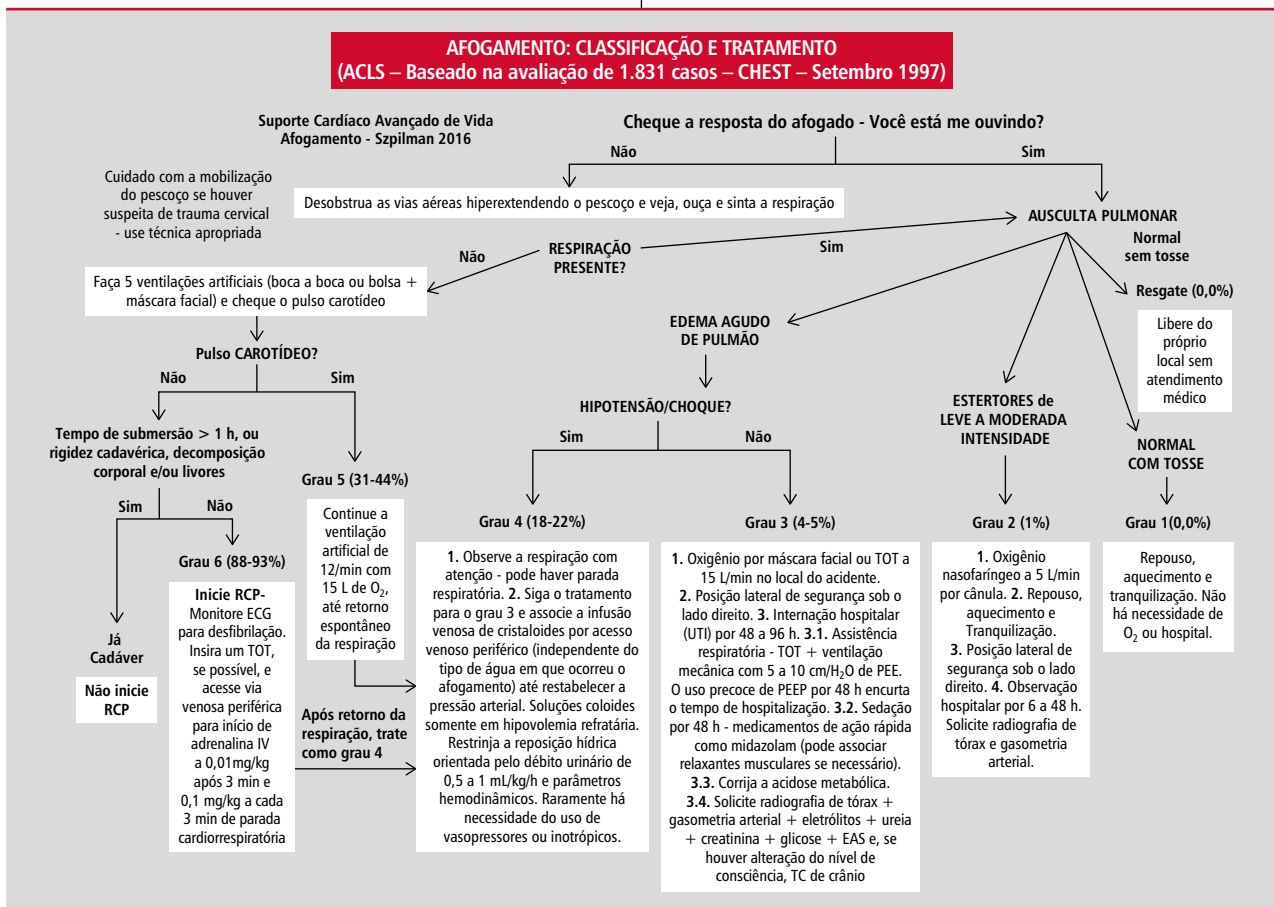 AFOGAMENTO: CLASSIFICAÇÃO E TRATAMENTO
(ACLS – Baseado na avaliação de 1.831 casos – CHEST – Setembro 1997)
Suporte Cardíaco Avançado de Vida
Afogamento - Szpilman 2016
Cheque a resposta do afogado - Você está me ouvindo?
Não
Sim
Cuidado com a mobilização
do pescoço se houver
suspeita de trauma cervical
- use técnica apropriada
Desobstrua as vias aéreas hiperextendendo o pescoço e veja, ouça e sinta a respiração
RESPIRAÇÃO
PRESENTE?
Não
Sim
AUSCULTA PULMONAR
Normal
sem tosse
Resgate (0,0%)
Libere do
próprio
local sem
atendimento
médico
Faça 5 ventilações artificiais (boca a boca ou bolsa +
máscara facial) e cheque o pulso carotídeo
Pulso CAROTÍDEO?
Não
Sim
Tempo de submersão > 1 h, ou
rigidez cadavérica, decomposição
corporal e/ou livores
Sim
Não
Já
Cadáver
Não inicie
RCP
Grau 6 (88-93%)
Inicie RCP-
Monitore ECG
para desfibrilação.
Insira um TOT,
se possível, e
acesse via
venosa periférica
para início de
adrenalina IV
a 0,01mg/kg
após 3 min e
0,1 mg/kg a cada
3 min de parada
cardiorrespiratória
Grau 5 (31-44%)
Continue a
ventilação
artificial de
12/min com
15 L de O₂,
até retorno
espontâneo
da respiração
Após retorno da
respiração, trate
como grau 4
EDEMA AGUDO
DE PULMÃO
HIPOTENSÃO/CHOQUE?
Sim
Não
Grau 4 (18-22%)
1. Observe a respiração com
atenção - pode haver parada
respiratória. 2. Siga o tratamento
para o grau 3 e associe a infusão
venosa de cristaloides por acesso
venoso periférico (independente do
tipo de água em que ocorreu o
afogamento) até restabelecer a
pressão arterial. Soluções coloides
somente em hipovolemia refratária.
Restrinja a reposição hídrica
orientada pelo débito urinário de
0,5 a 1 mL/kg/h e parâmetros
hemodinâmicos. Raramente há
necessidade do uso de
vasopressores ou inotrópicos.
Grau 3 (4-5%)
1. Oxigênio por máscara facial ou TOT a
15 L/min no local do acidente.
2. Posição lateral de segurança sob o
lado direito. 3. Internação hospitalar
(UTI) por 48 a 96 h. 3.1. Assistência
respiratória - TOT + ventilação
mecânica com 5 a 10 cm/H₂O de PEE.
O uso precoce de PEEP por 48 h encurta
o tempo de hospitalização. 3.2. Sedação
por 48 h - medicamentos de ação rápida
como midazolam (pode associar
relaxantes musculares se necessário).
3.3. Corrija a acidose metabólica.
3.4. Solicite radiografia de tórax +
gasometria arterial + eletrólitos + ureia
+ creatinina + glicose + EAS e, se
houver alteração do nível de
consciência, TC de crânio
ESTERTORES de
LEVE A MODERADA
INTENSIDADE
Grau 2 (1%)
1. Oxigênio
nasofaríngeo a 5 L/min
por cânula. 2. Repouso,
aquecimento e
Tranquilização.
3. Posição lateral de
segurança sob o lado
direito. 4. Observação
hospitalar por 6 a 48 h.
Solicite radiografia de
tórax e gasometria
arterial.
NORMAL
COM TOSSE
Grau 1(0,0%)
Repouso,
aquecimento e
tranquilização. Não
há necessidade de
O₂ ou hospital.